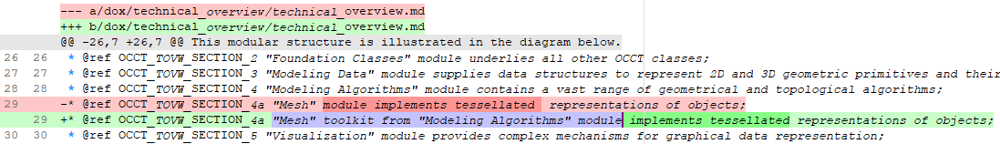 --- a/dox/technical_overview/technical_overview.md
+++ b/dox/technical_overview/technical_overview.md
@@ -26,7 +26,7 @@ This modular structure is illustrated in the diagram below.
26 26 * @ref OCCT_TOVW_SECTION_2 "Foundation Classes" module underlies all other OCCT classes;
27 27 * @ref OCCT_TOVW_SECTION_3 "Modeling Data" module supplies data structures to represent 2D and 3D geometric primitives and their
28 28 * @ref OCCT_TOVW_SECTION_4 "Modeling Algorithms" module contains a vast range of geometrical and topological algorithms;
29 -* @ref OCCT_TOVW_SECTION_4a "Mesh" module implements tessellated representations of objects;
29 +* @ref OCCT_TOVW_SECTION_4a "Mesh" toolkit from "Modeling Algorithms" module implements tessellated representations of objects;
30 30 * @ref OCCT_TOVW_SECTION_5 "Visualization" module provides complex mechanisms for graphical data representation;